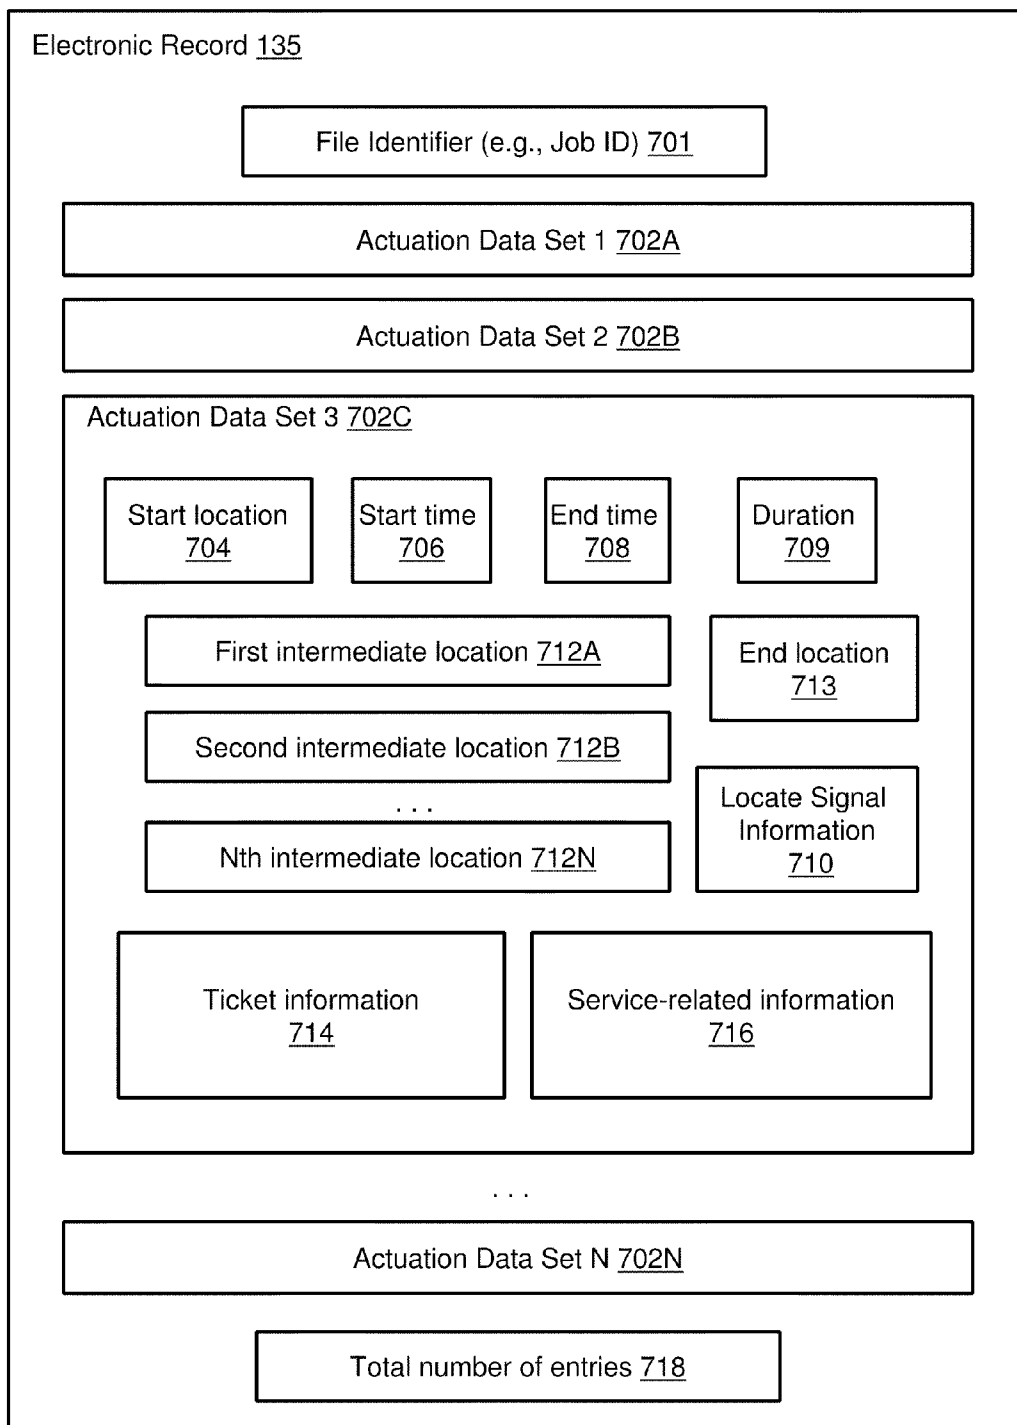 Electronic Record 135
File Identifier (e.g., Job ID) 701
Actuation Data Set 1 702A
Actuation Data Set 2 702B
Actuation Data Set 3 702C
Start location
704
Start time
706
End time
708
Duration
709
First intermediate location 712A
End location
713
Second intermediate location 712B
. . .
Nth intermediate location 712N
Locate Signal
Information
710
Ticket information
714
Service-related information
716
. . .
Actuation Data Set N 702N
Total number of entries 718